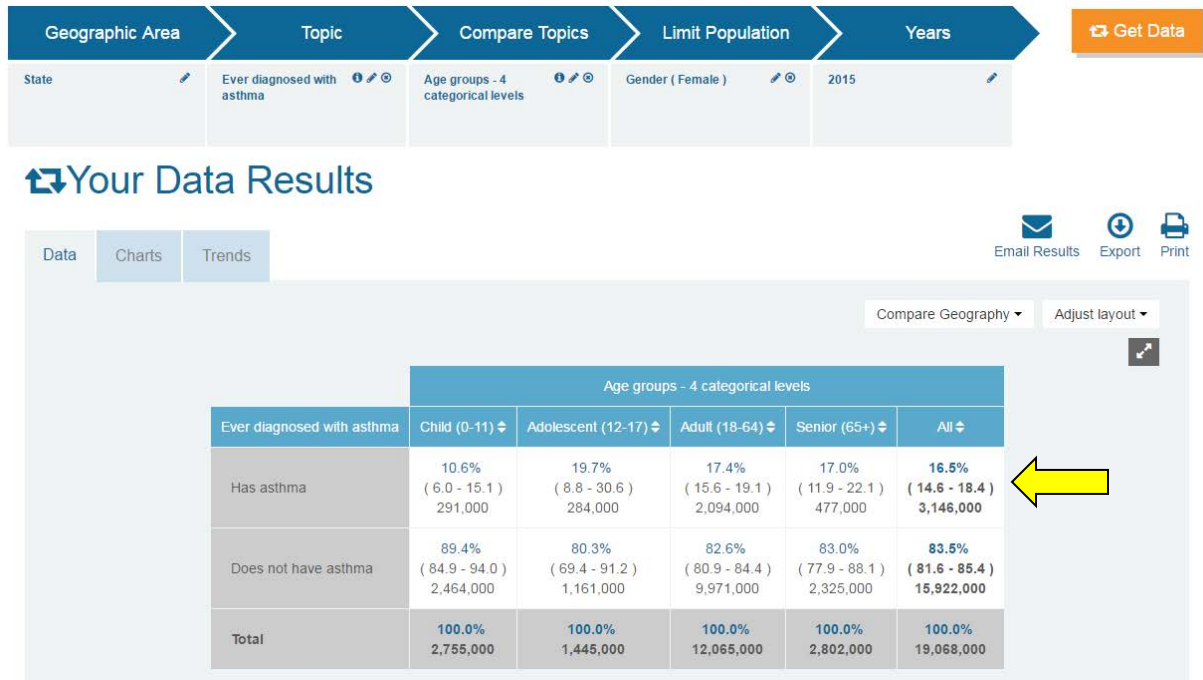 Geographic Area Topic Compare Topics Limit Population Years Get Data
State
Ever diagnosed with asthma
Age groups - 4 categorical levels
Gender ( Female )
2015
Your Data Results
Email Results Export Print
Data Charts Trends
Compare Geography Adjust layout
Age groups - 4 categorical levels
Ever diagnosed with asthma Child (0-11) Adolescent (12-17) Adult (18-64) Senior (65+) All
Has asthma
10.6% 19.7% 17.4% 17.0% 16.5%
( 6.0 - 15.1 ) ( 8.8 - 30.6 ) ( 15.6 - 19.1 ) ( 11.9 - 22.1 ) ( 14.6 - 18.4 )
291,000 284,000 2,094,000 477,000 3,146,000
Does not have asthma
89.4% 80.3% 82.6% 83.0% 83.5%
( 84.9 - 94.0 ) ( 69.4 - 91.2 ) ( 80.9 - 84.4 ) ( 77.9 - 88.1 ) ( 81.6 - 85.4 )
2,464,000 1,161,000 9,971,000 2,325,000 15,922,000
Total
100.0% 100.0% 100.0% 100.0% 100.0%
2,755,000 1,445,000 12,065,000 2,802,000 19,068,000